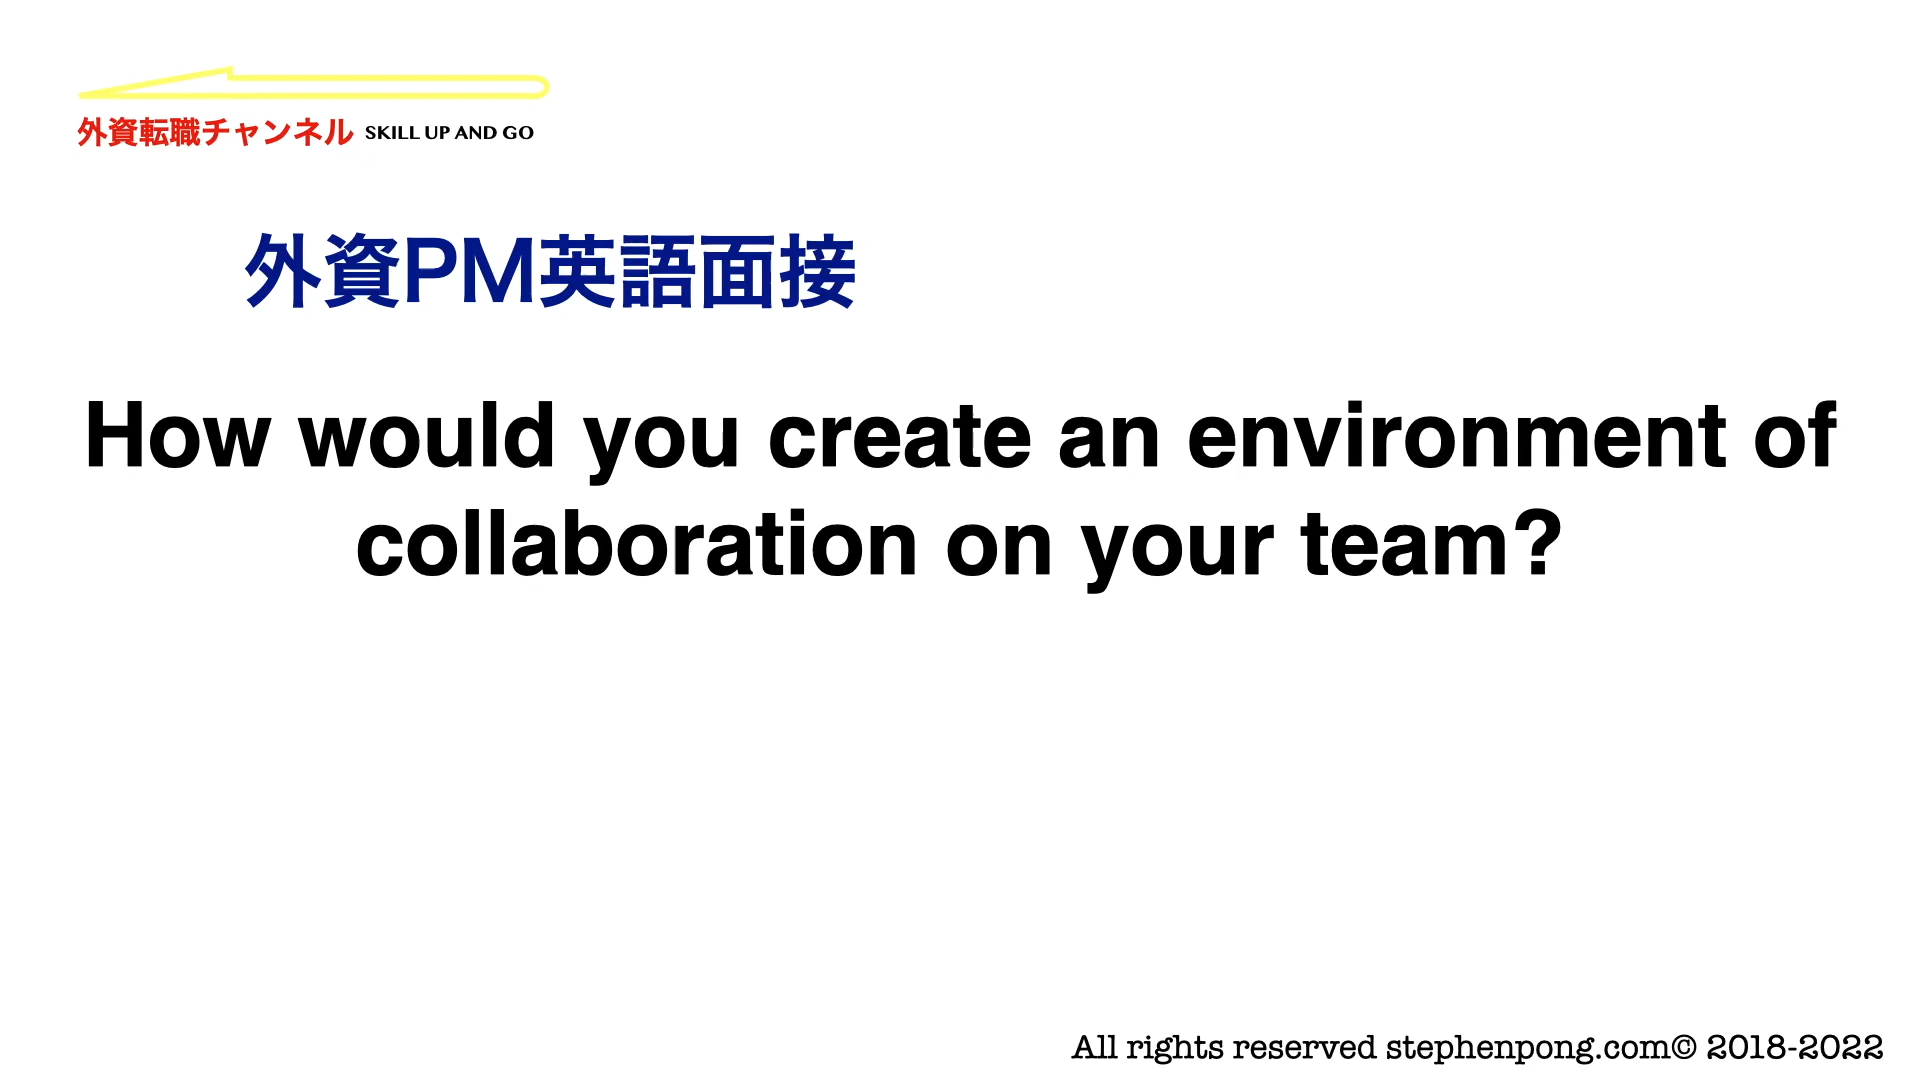 外資転職チャンネル SKILL UP AND GO
外資PM英語面接
How would you create an environment of
collaboration on your team?
All rights reserved stephenpong.com© 2018-2022